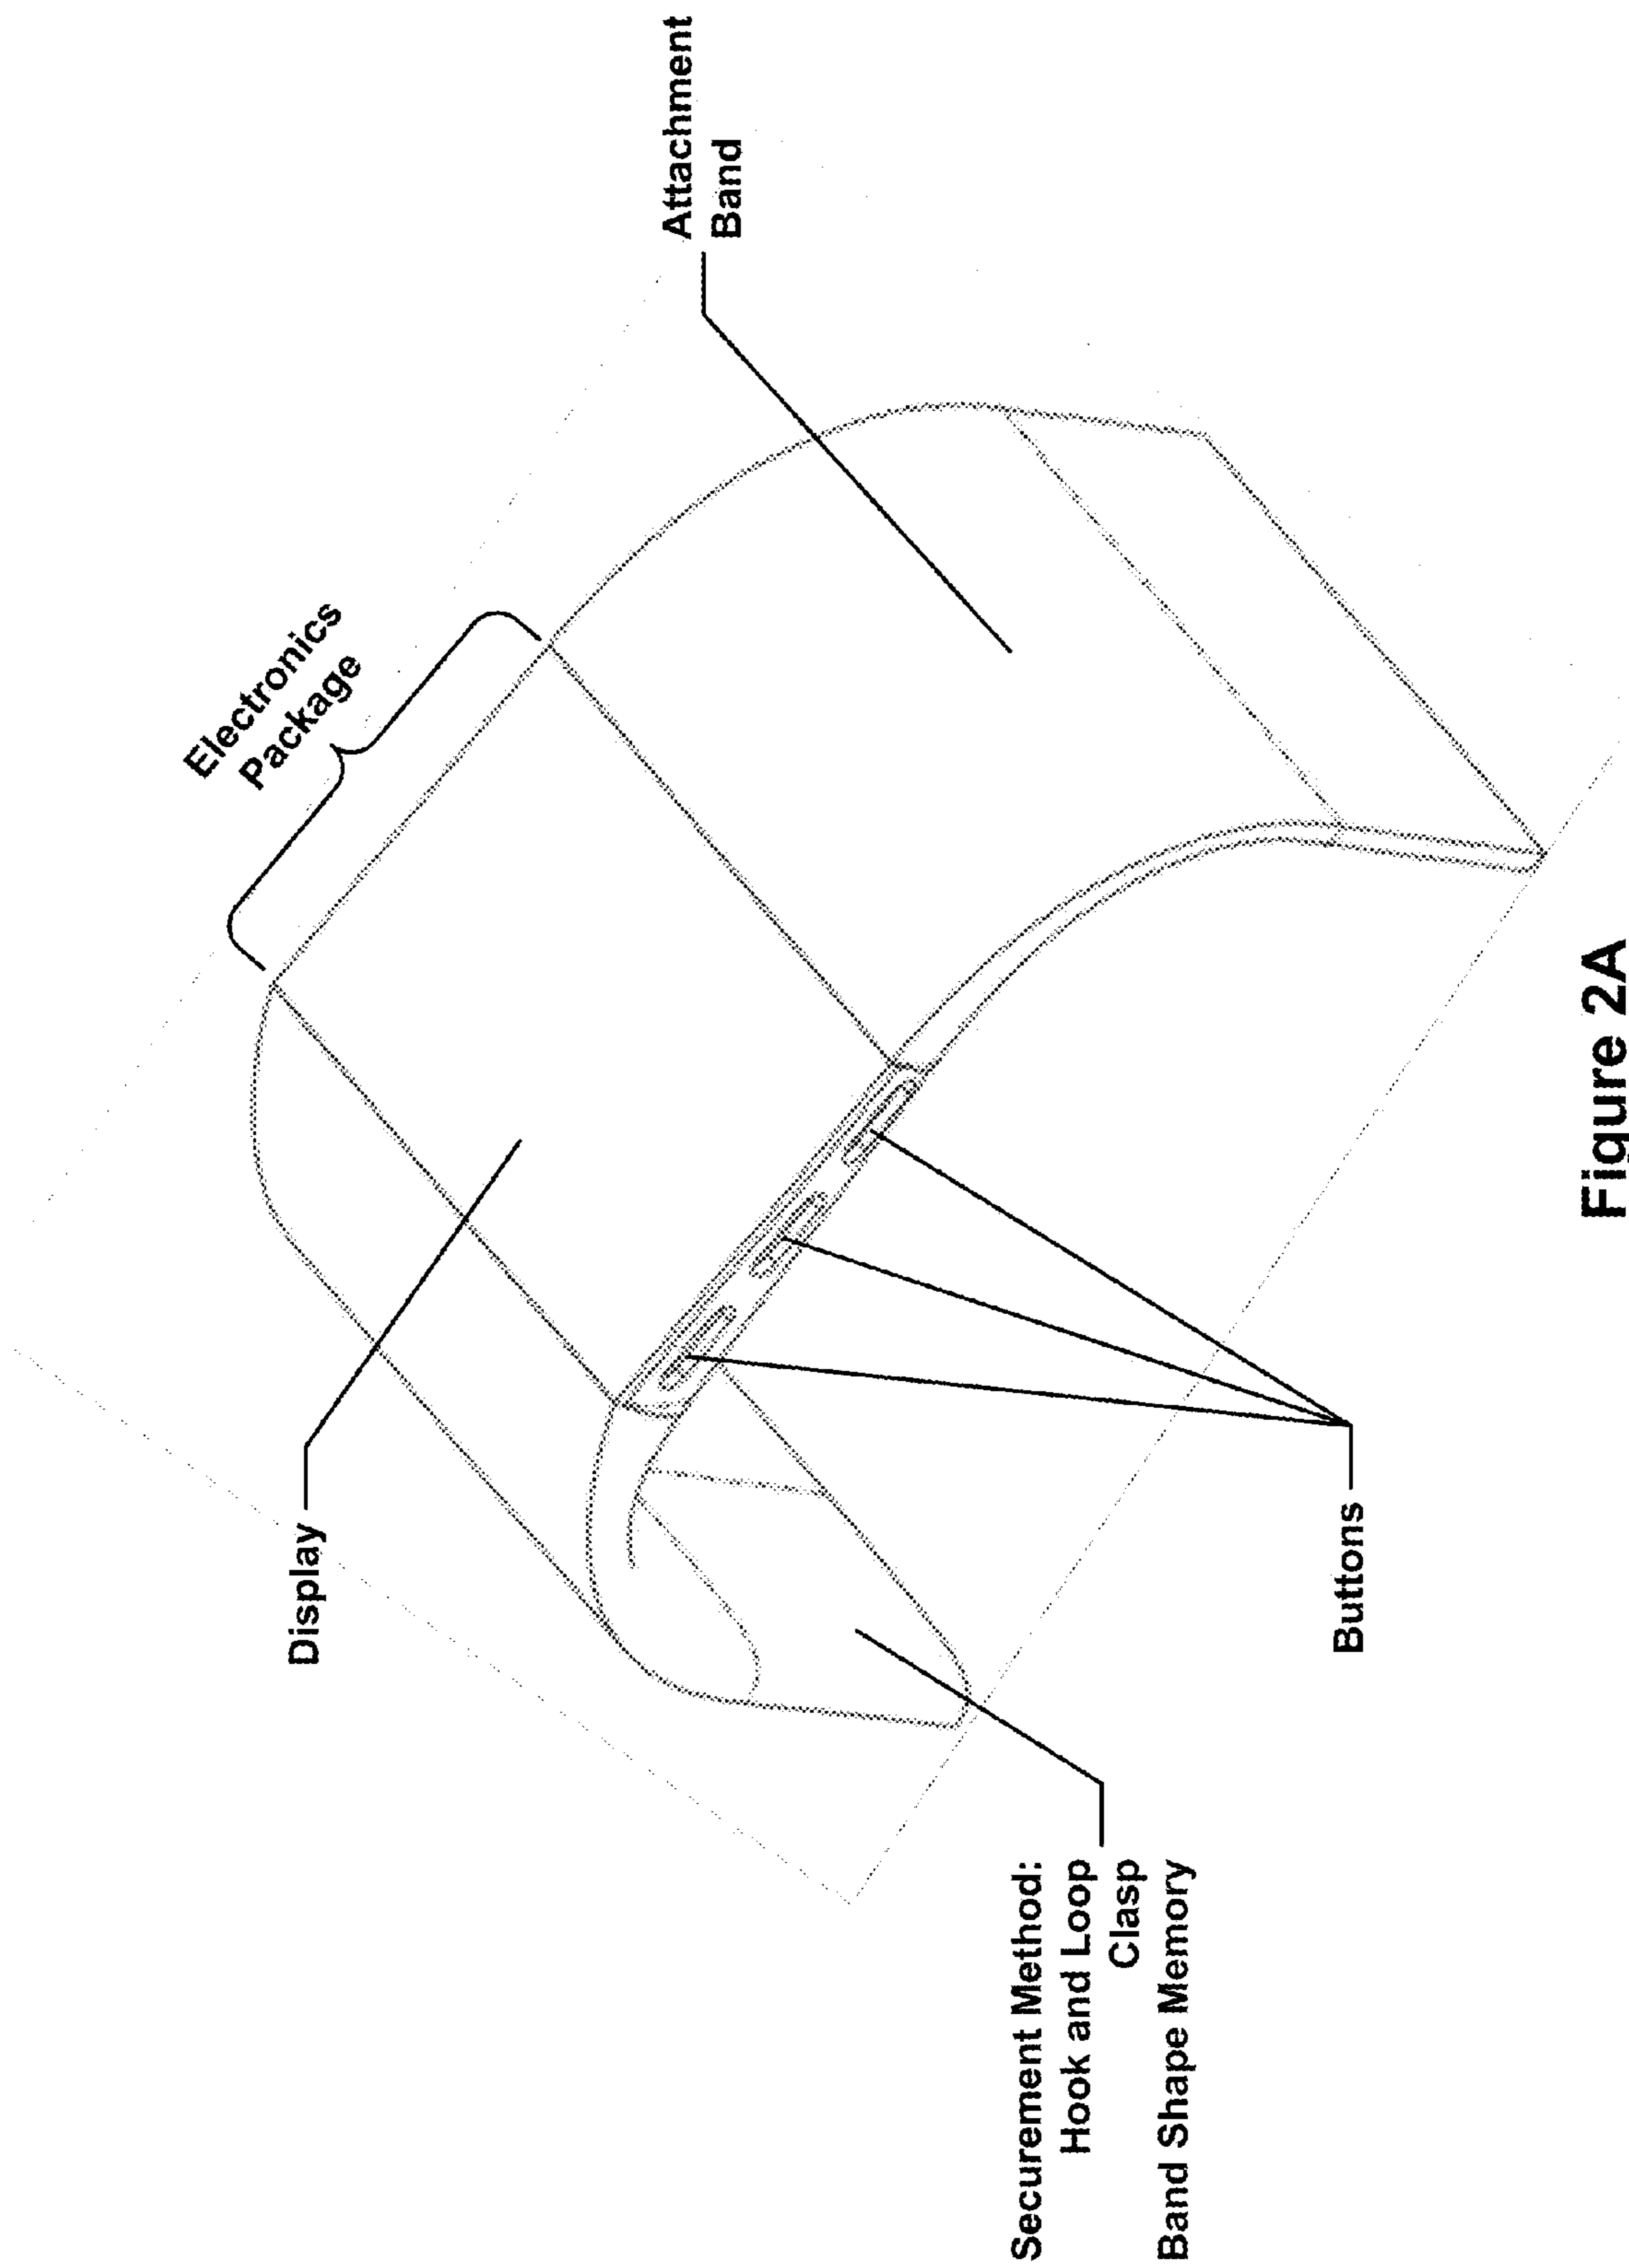 Electronics
Package
Attachment
Band
Display
Securement Method:
Hook and Loop
Clasp
Band Shape Memory
Buttons
Figure 2A